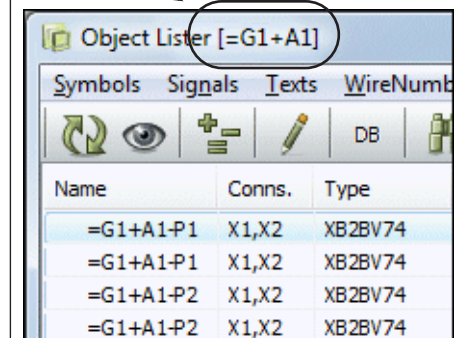 Object Lister [=G1+A1]
Symbols Signals Texts WireNumb
DB
Name Conns. Type
=G1+A1-P1 X1,X2 XB2BV74
=G1+A1-P1 X1,X2 XB2BV74
=G1+A1-P2 X1,X2 XB2BV74
=G1+A1-P2 X1,X2 XB2BV74